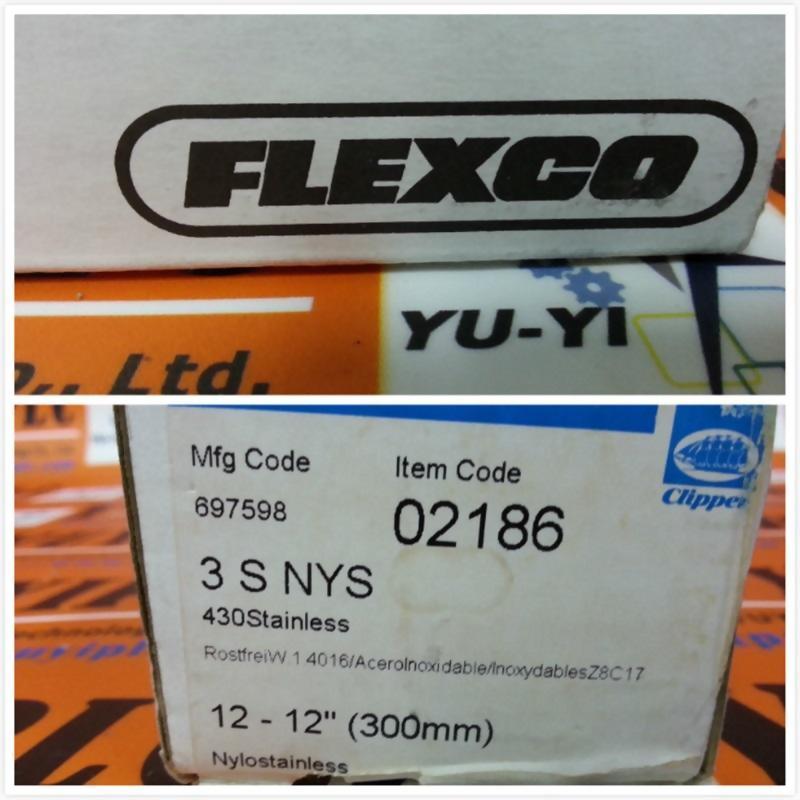 FLEXCO
YU-YI
Ltd.
Mfg Code
Item Code
697598
02186
Clipper
3 S NYS
430Stainless
RostfreiW.1 4016/AceroInoxidable/InoxydablesZ8C17
12 - 12" (300mm)
Nylostainless